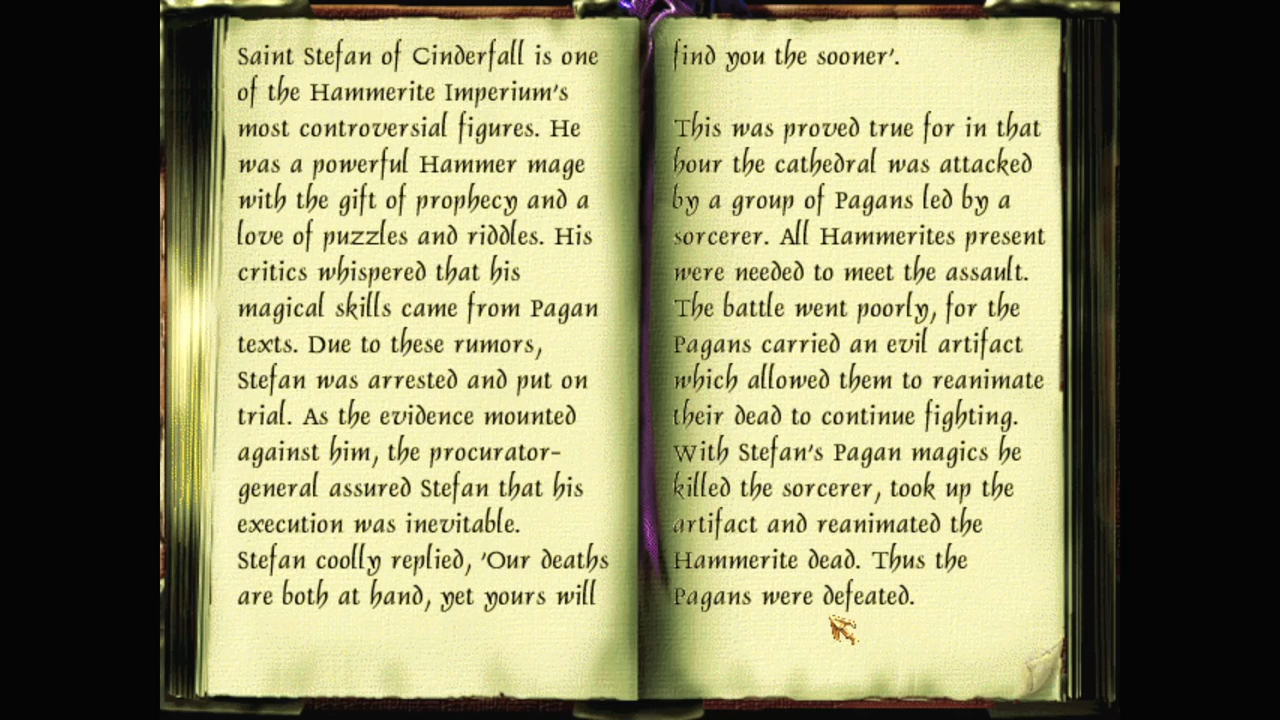 Saint Stefan of Cinderfall is one
of the Hammerite Imperium's
most controversial figures. He
was a powerful Hammer mage
with the gift of prophecy and a
love of puzzles and riddles. His
critics whispered that his
magical skills came from Pagan
texts. Due to these rumors,
Stefan was arrested and put on
trial. As the evidence mounted
against him, the procurator-
general assured Stefan that his
execution was inevitable.
Stefan coolly replied, 'Our deaths
are both at hand, yet yours will
find you the sooner'.
This was proved true for in that
hour the cathedral was attacked
by a group of Pagans led by a
sorcerer. All Hammerites present
were needed to meet the assault.
The battle went poorly, for the
Pagans carried an evil artifact
which allowed them to reanimate
their dead to continue fighting.
With Stefan's Pagan magics he
killed the sorcerer, took up the
artifact and reanimated the
Hammerite dead. Thus the
Pagans were defeated.